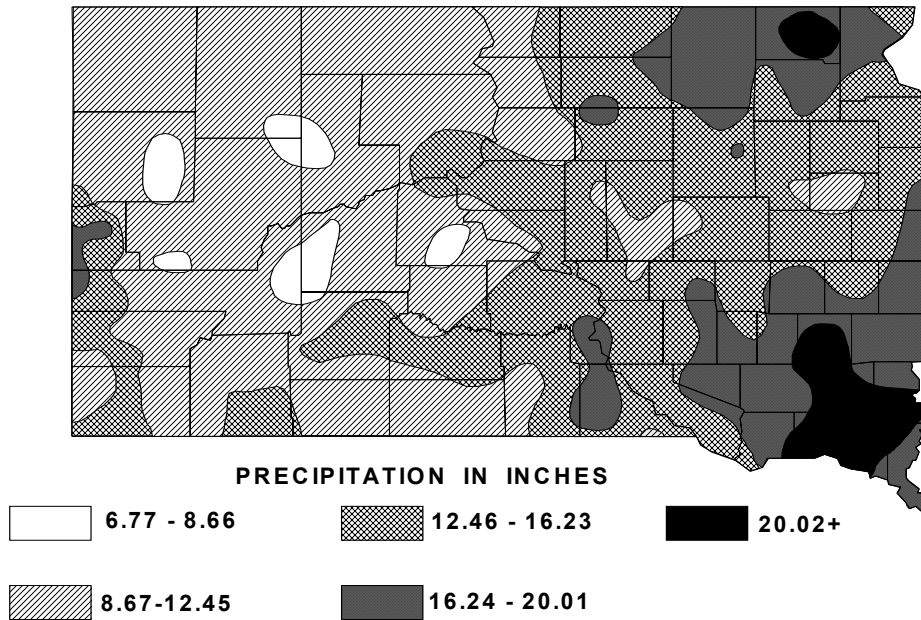 PRECIPITATION IN INCHES
6.77 - 8.66
12.46 - 16.23
20.02+
8.67-12.45
16.24 - 20.01